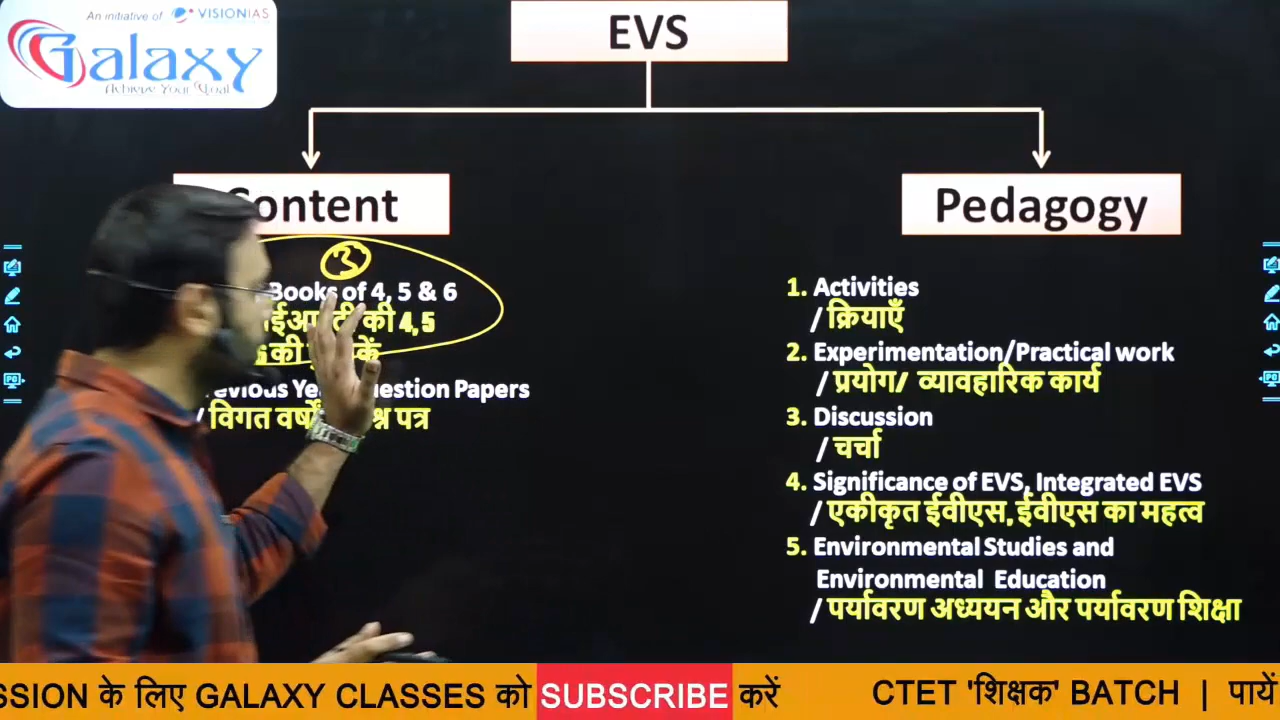 An initiative of VISIONIAS
Galaxy
Achieve Your Goal
EVS
Content
Pedagogy
3
Books of 4, 5 & 6
की 4, 5
6 की
Question Papers
/ विगत वर्षों
पत्र
1. Activities
/ क्रियाएँ
2. Experimentation/Practical work
/ प्रयोग/ व्यावहारिक कार्य
3. Discussion
/ चर्चा
4. Significance of EVS, Integrated EVS
/ एकीकृत ईवीएस, ईवीएस का महत्व
5. Environmental Studies and
Environmental Education
/ पर्यावरण अध्ययन और पर्यावरण शिक्षा
SSION के लिए GALAXY CLASSES को SUBSCRIBE करें CTET 'शिक्षक' BATCH | पायें